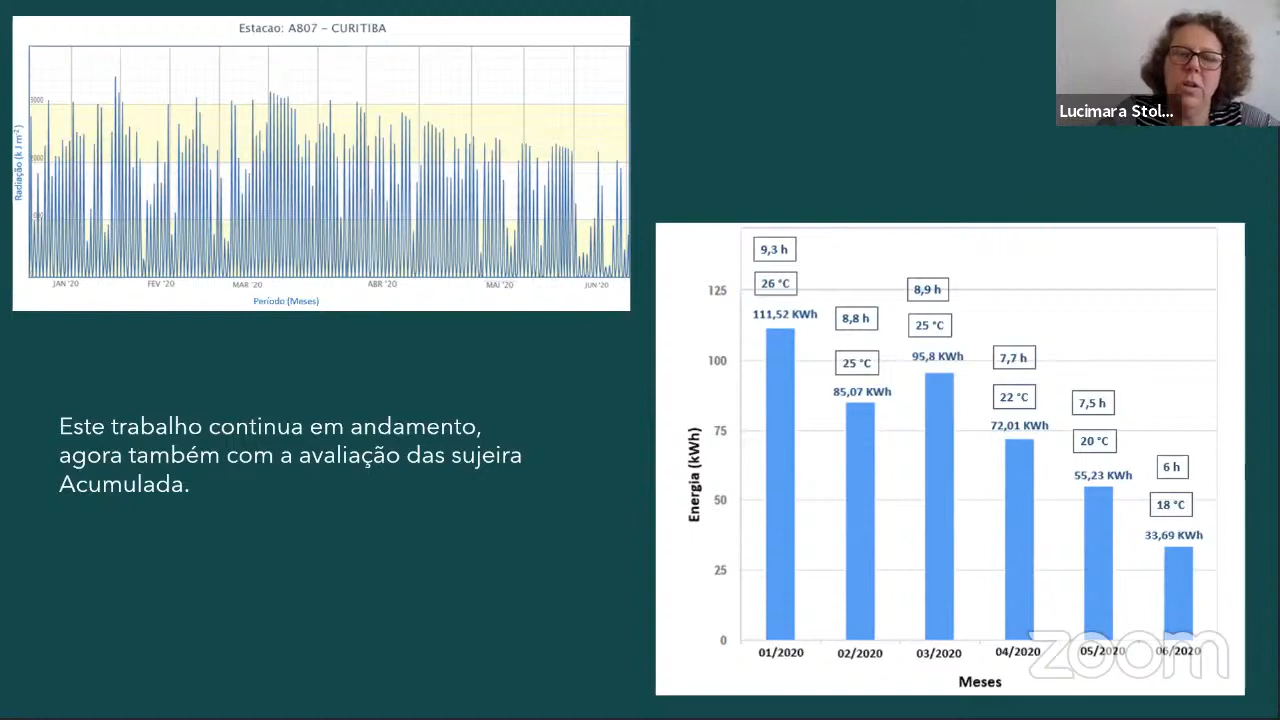 Estacao: A807 - CURITIBA
3000
2000
Radiação (k J m-²)
JAN '20
FEV '20
MAR '20
ABR '20
MAI '20
JUN '20
Período (Meses)
Lucimara Stol...
Este trabalho continua em andamento,
agora também com a avaliação das sujeira
Acumulada.
9,3 h
26 °C
111,52 KWh
8,8 h
25 °C
85,07 KWh
8,9 h
25 °C
95,8 KWh
7,7 h
22 °C
72,01 KWh
7,5 h
20 °C
55,23 KWh
6 h
18 °C
33,69 KWh
125
100
75
50
25
0
Energia (kWh)
01/2020
02/2020
03/2020
04/2020
05/2020
06/2020
Meses
zoom